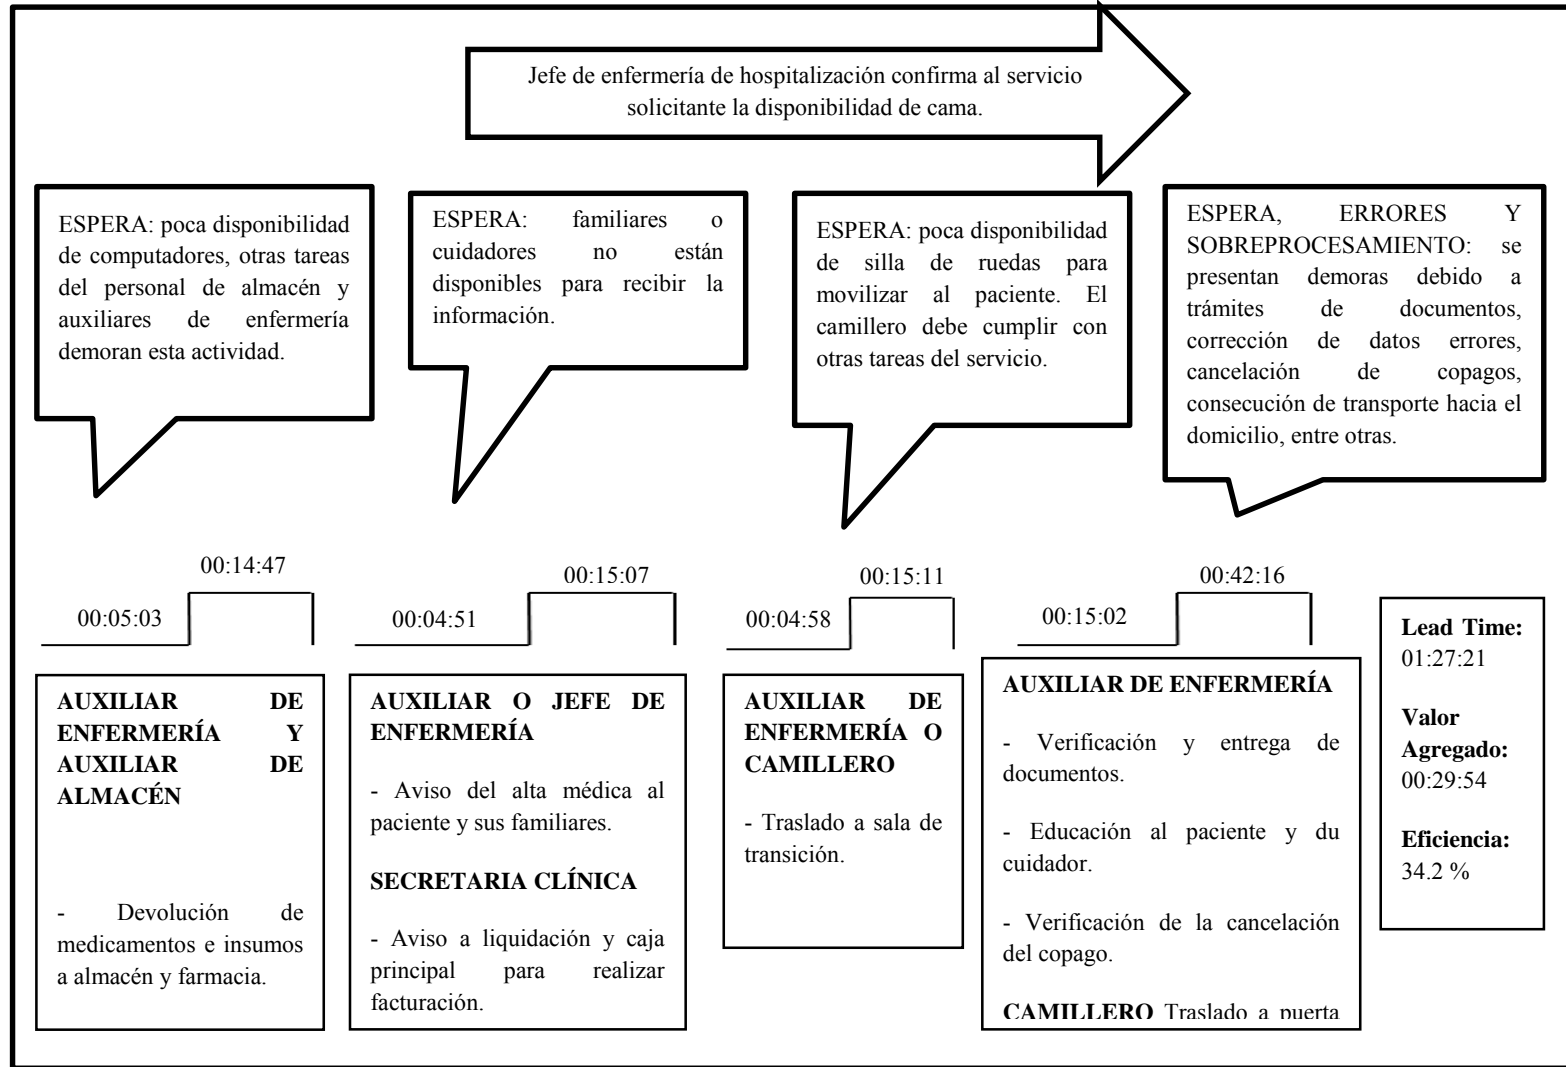 Jefe de enfermería de hospitalización confirma al servicio
solicitante la disponibilidad de cama.
ESPERA: poca disponibilidad
de computadores, otras tareas
del personal de almacén y
auxiliares de enfermería
demoran esta actividad.
ESPERA: familiares o
cuidadores no están
disponibles para recibir la
información.
ESPERA: poca disponibilidad
de silla de ruedas para
movilizar al paciente. El
camillero debe cumplir con
otras tareas del servicio.
ESPERA, ERRORES Y
SOBREPROCESAMIENTO: se
presentan demoras debido a
trámites de documentos,
corrección de datos errores,
cancelación de copagos,
consecución de transporte hacia el
domicilio, entre otras.
00:05:03
00:14:47
00:04:51
00:15:07
00:04:58
00:15:11
00:15:02
00:42:16
AUXILIAR DE
ENFERMERÍA Y
AUXILIAR DE
ALMACÉN
- Devolución de
medicamentos e insumos
a almacén y farmacia.
AUXILIAR O JEFE DE
ENFERMERÍA
- Aviso del alta médica al
paciente y sus familiares.
SECRETARIA CLÍNICA
- Aviso a liquidación y caja
principal para realizar
facturación.
AUXILIAR DE
ENFERMERÍA O
CAMILLERO
- Traslado a sala de
transición.
AUXILIAR DE ENFERMERÍA
- Verificación y entrega de
documentos.
- Educación al paciente y du
cuidador.
- Verificación de la cancelación
del copago.
CAMILLERO Traslado a puerta
Lead Time:
01:27:21
Valor
Agregado:
00:29:54
Eficiencia:
34.2 %